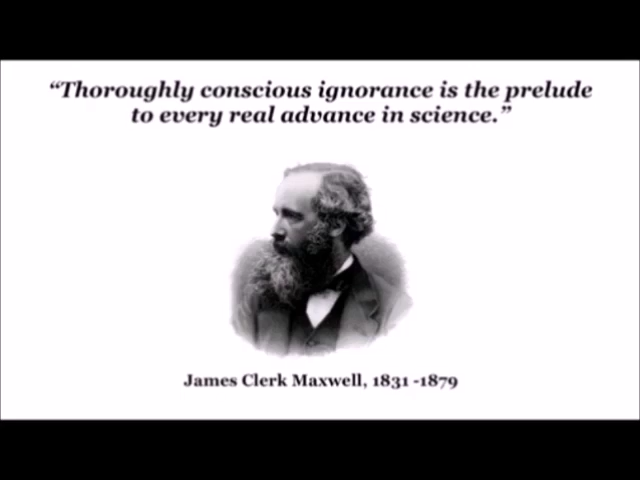 “Thoroughly conscious ignorance is the prelude
to every real advance in science.”
James Clerk Maxwell, 1831 -1879